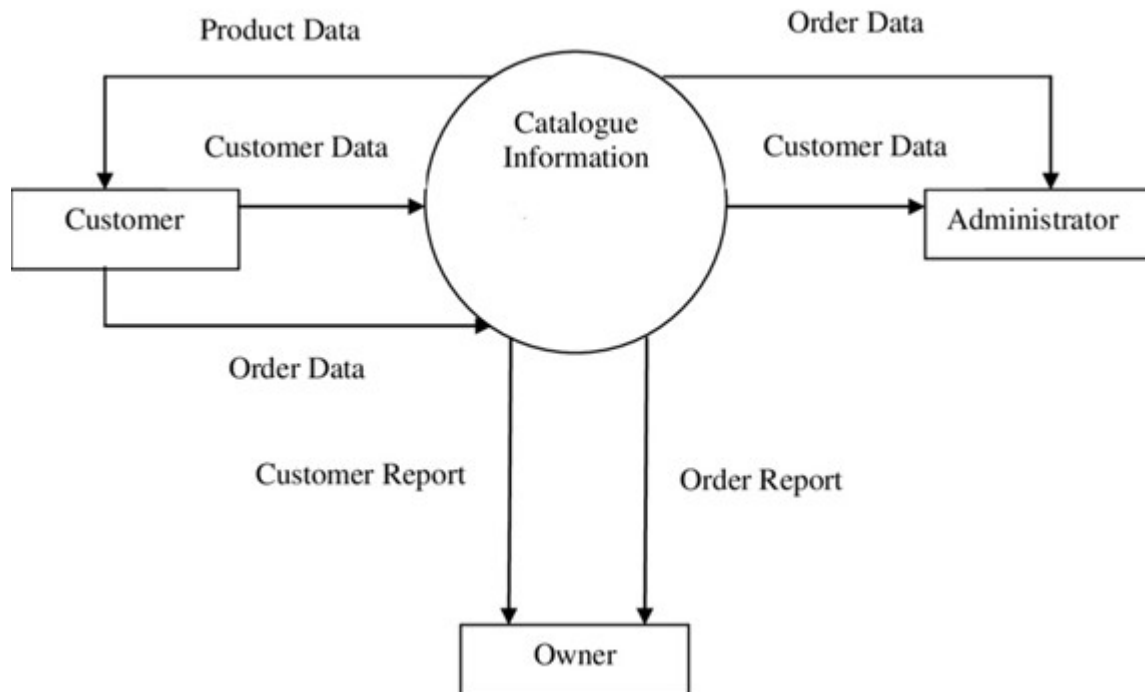 Product Data
Order Data
Catalogue
Information
Customer Data
Customer Data
Customer
Administrator
Order Data
Customer Report
Order Report
Owner